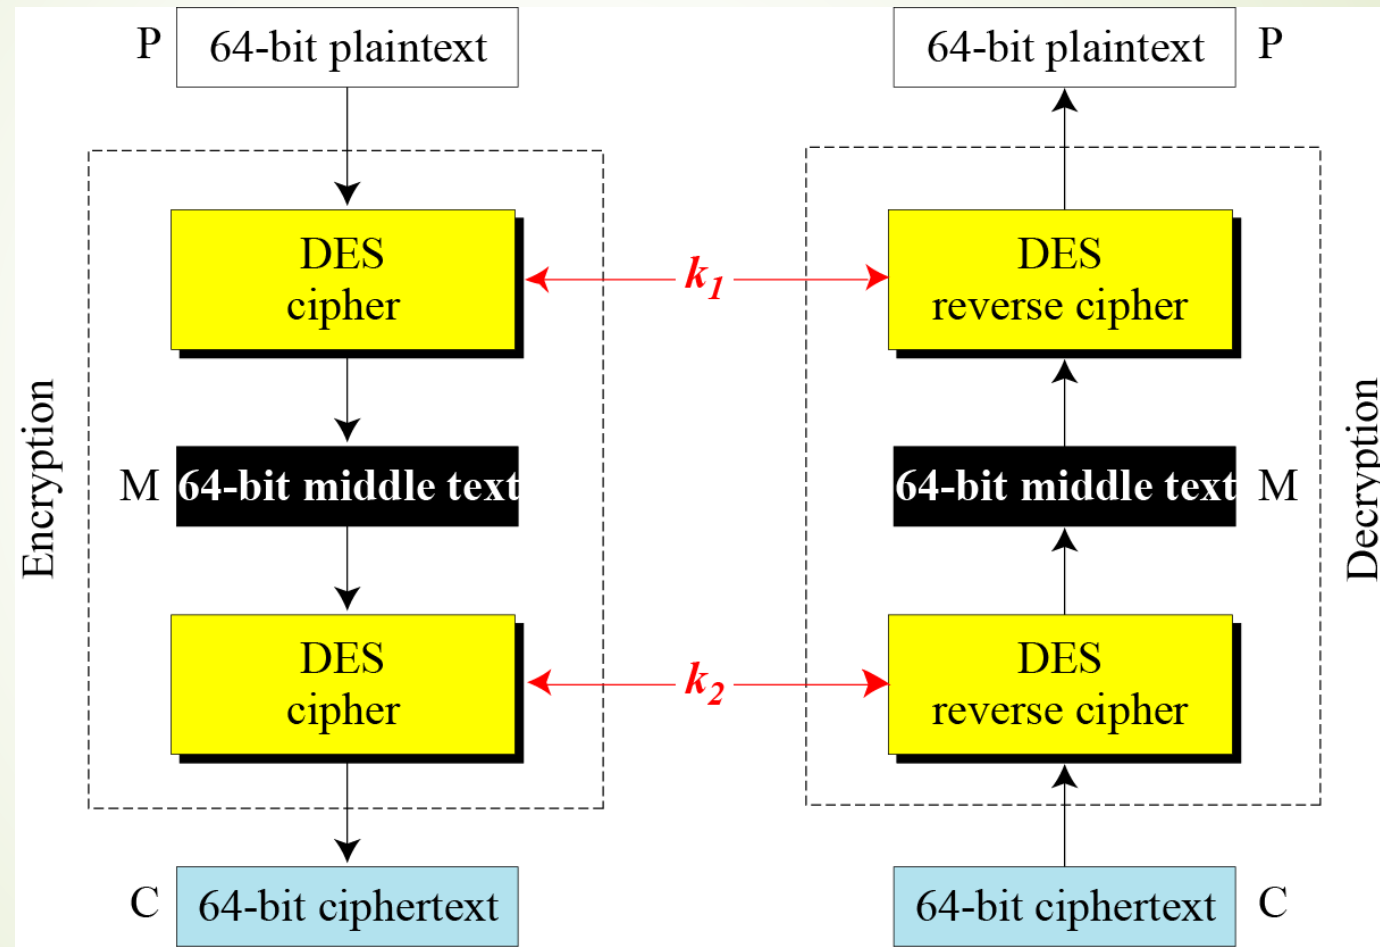 P
64-bit plaintext
64-bit plaintext
P
DES
cipher
k1
DES
reverse cipher
Encryption
M
64-bit middle text
64-bit middle text
M
Decryption
DES
cipher
k2
DES
reverse cipher
C
64-bit ciphertext
64-bit ciphertext
C